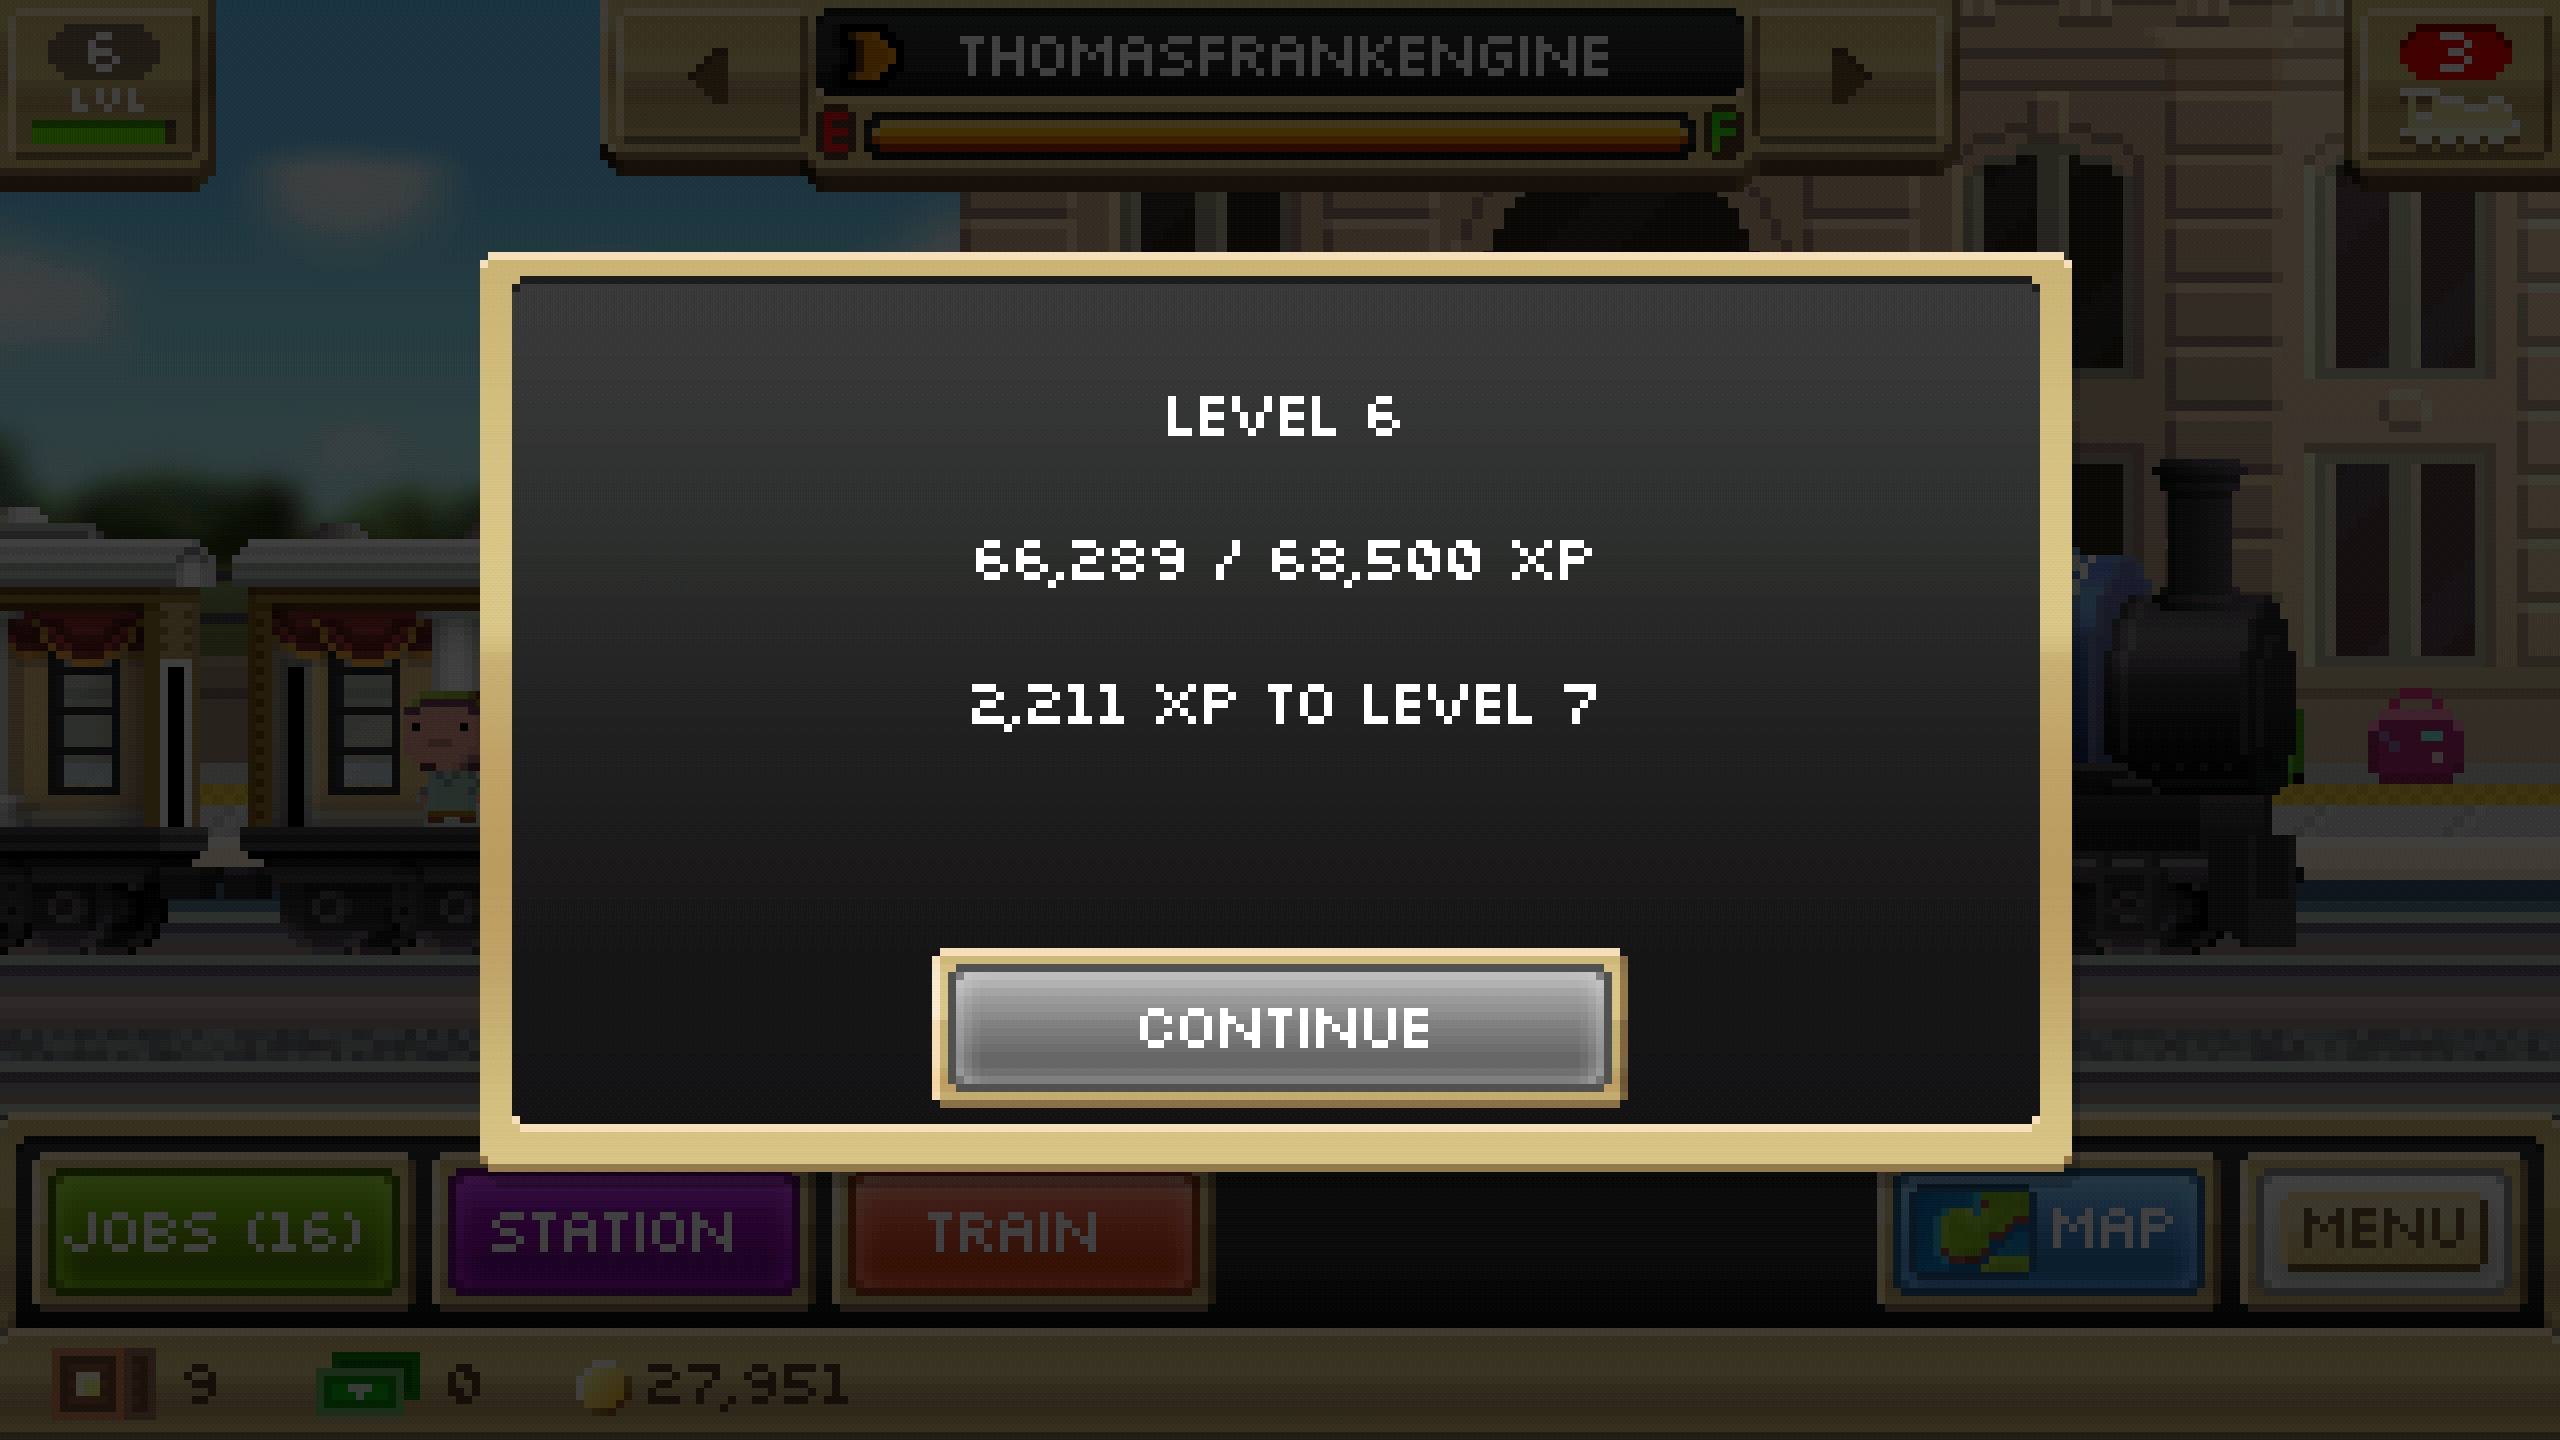 6
LVL
THOMASFRANKENGINE
E
F
3
LEVEL 6
66,289 / 68,500 XP
2,211 XP TO LEVEL 7
CONTINUE
JOBS (16)
STATION
TRAIN
MAP
MENU
9
0
27,951